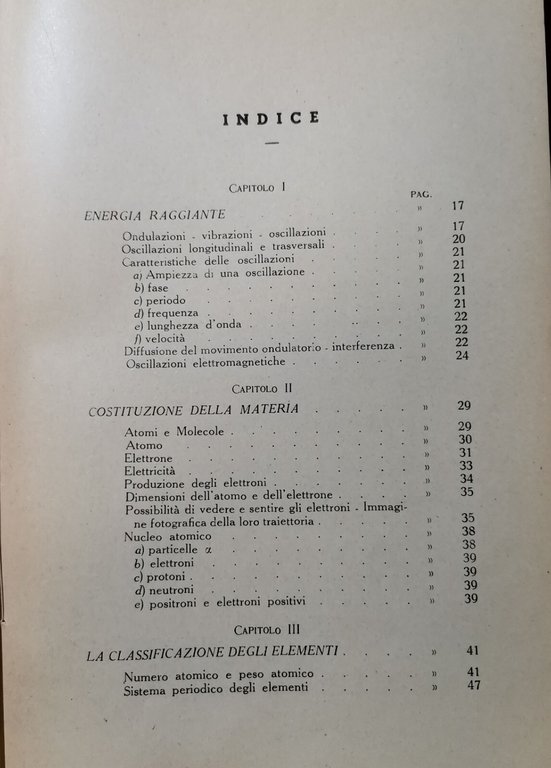 INDICE
CAPITOLO I
PAG.
ENERGIA RAGGIANTE . . . . . » 17
Ondulazioni - vibrazioni - oscillazioni . . . . » 17
Oscillazioni longitudinali e trasversali . . . . » 20
Caratteristiche delle oscillazioni . . . . . » 21
a) Ampiezza di una oscillazione . . . . » 21
b) fase . . . . . . . » 21
c) periodo . . . . . . . » 21
d) frequenza . . . . . . » 21
e) lunghezza d'onda . . . . . . » 22
f) velocità . . . . . . . » 22
Diffusione del movimento ondulatorio - interferenza . » 22
Oscillazioni elettromagnetiche . . . . . » 24
CAPITOLO II
COSTITUZIONE DELLA MATERIA . . . . . » 29
Atomi e Molecole . . . . . . . » 29
Atomo . . . . . . . . » 30
Elettrone . . . . . . . . » 31
Elettricità . . . . . . . . » 33
Produzione degli elettroni . . . . . . » 34
Dimensioni dell'atomo e dell'elettrone . . . . » 35
Possibilità di vedere e sentire gli elettroni - Immagi-
ne fotografica della loro traiettoria . . . . » 35
Nucleo atomico . . . . . . . » 38
a) particelle α . . . . . . . » 38
b) elettroni . . . . . . . » 39
c) protoni . . . . . . . . » 39
d) neutroni . . . . . . . » 39
e) positroni e elettroni positivi . . . . » 39
CAPITOLO III
LA CLASSIFICAZIONE DEGLI ELEMENTI . . . . » 41
Numero atomico e peso atomico . . . . . » 41
Sistema periodico degli elementi . . . . . » 47